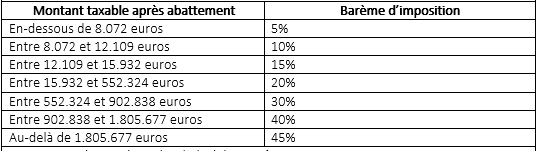 Montant taxable après abattement Barème d'imposition
En-dessous de 8.072 euros 5%
Entre 8.072 et 12.109 euros 10%
Entre 12.109 et 15.932 euros 15%
Entre 15.932 et 552.324 euros 20%
Entre 552.324 et 902.838 euros 30%
Entre 902.838 et 1.805.677 euros 40%
Au-delà de 1.805.677 euros 45%